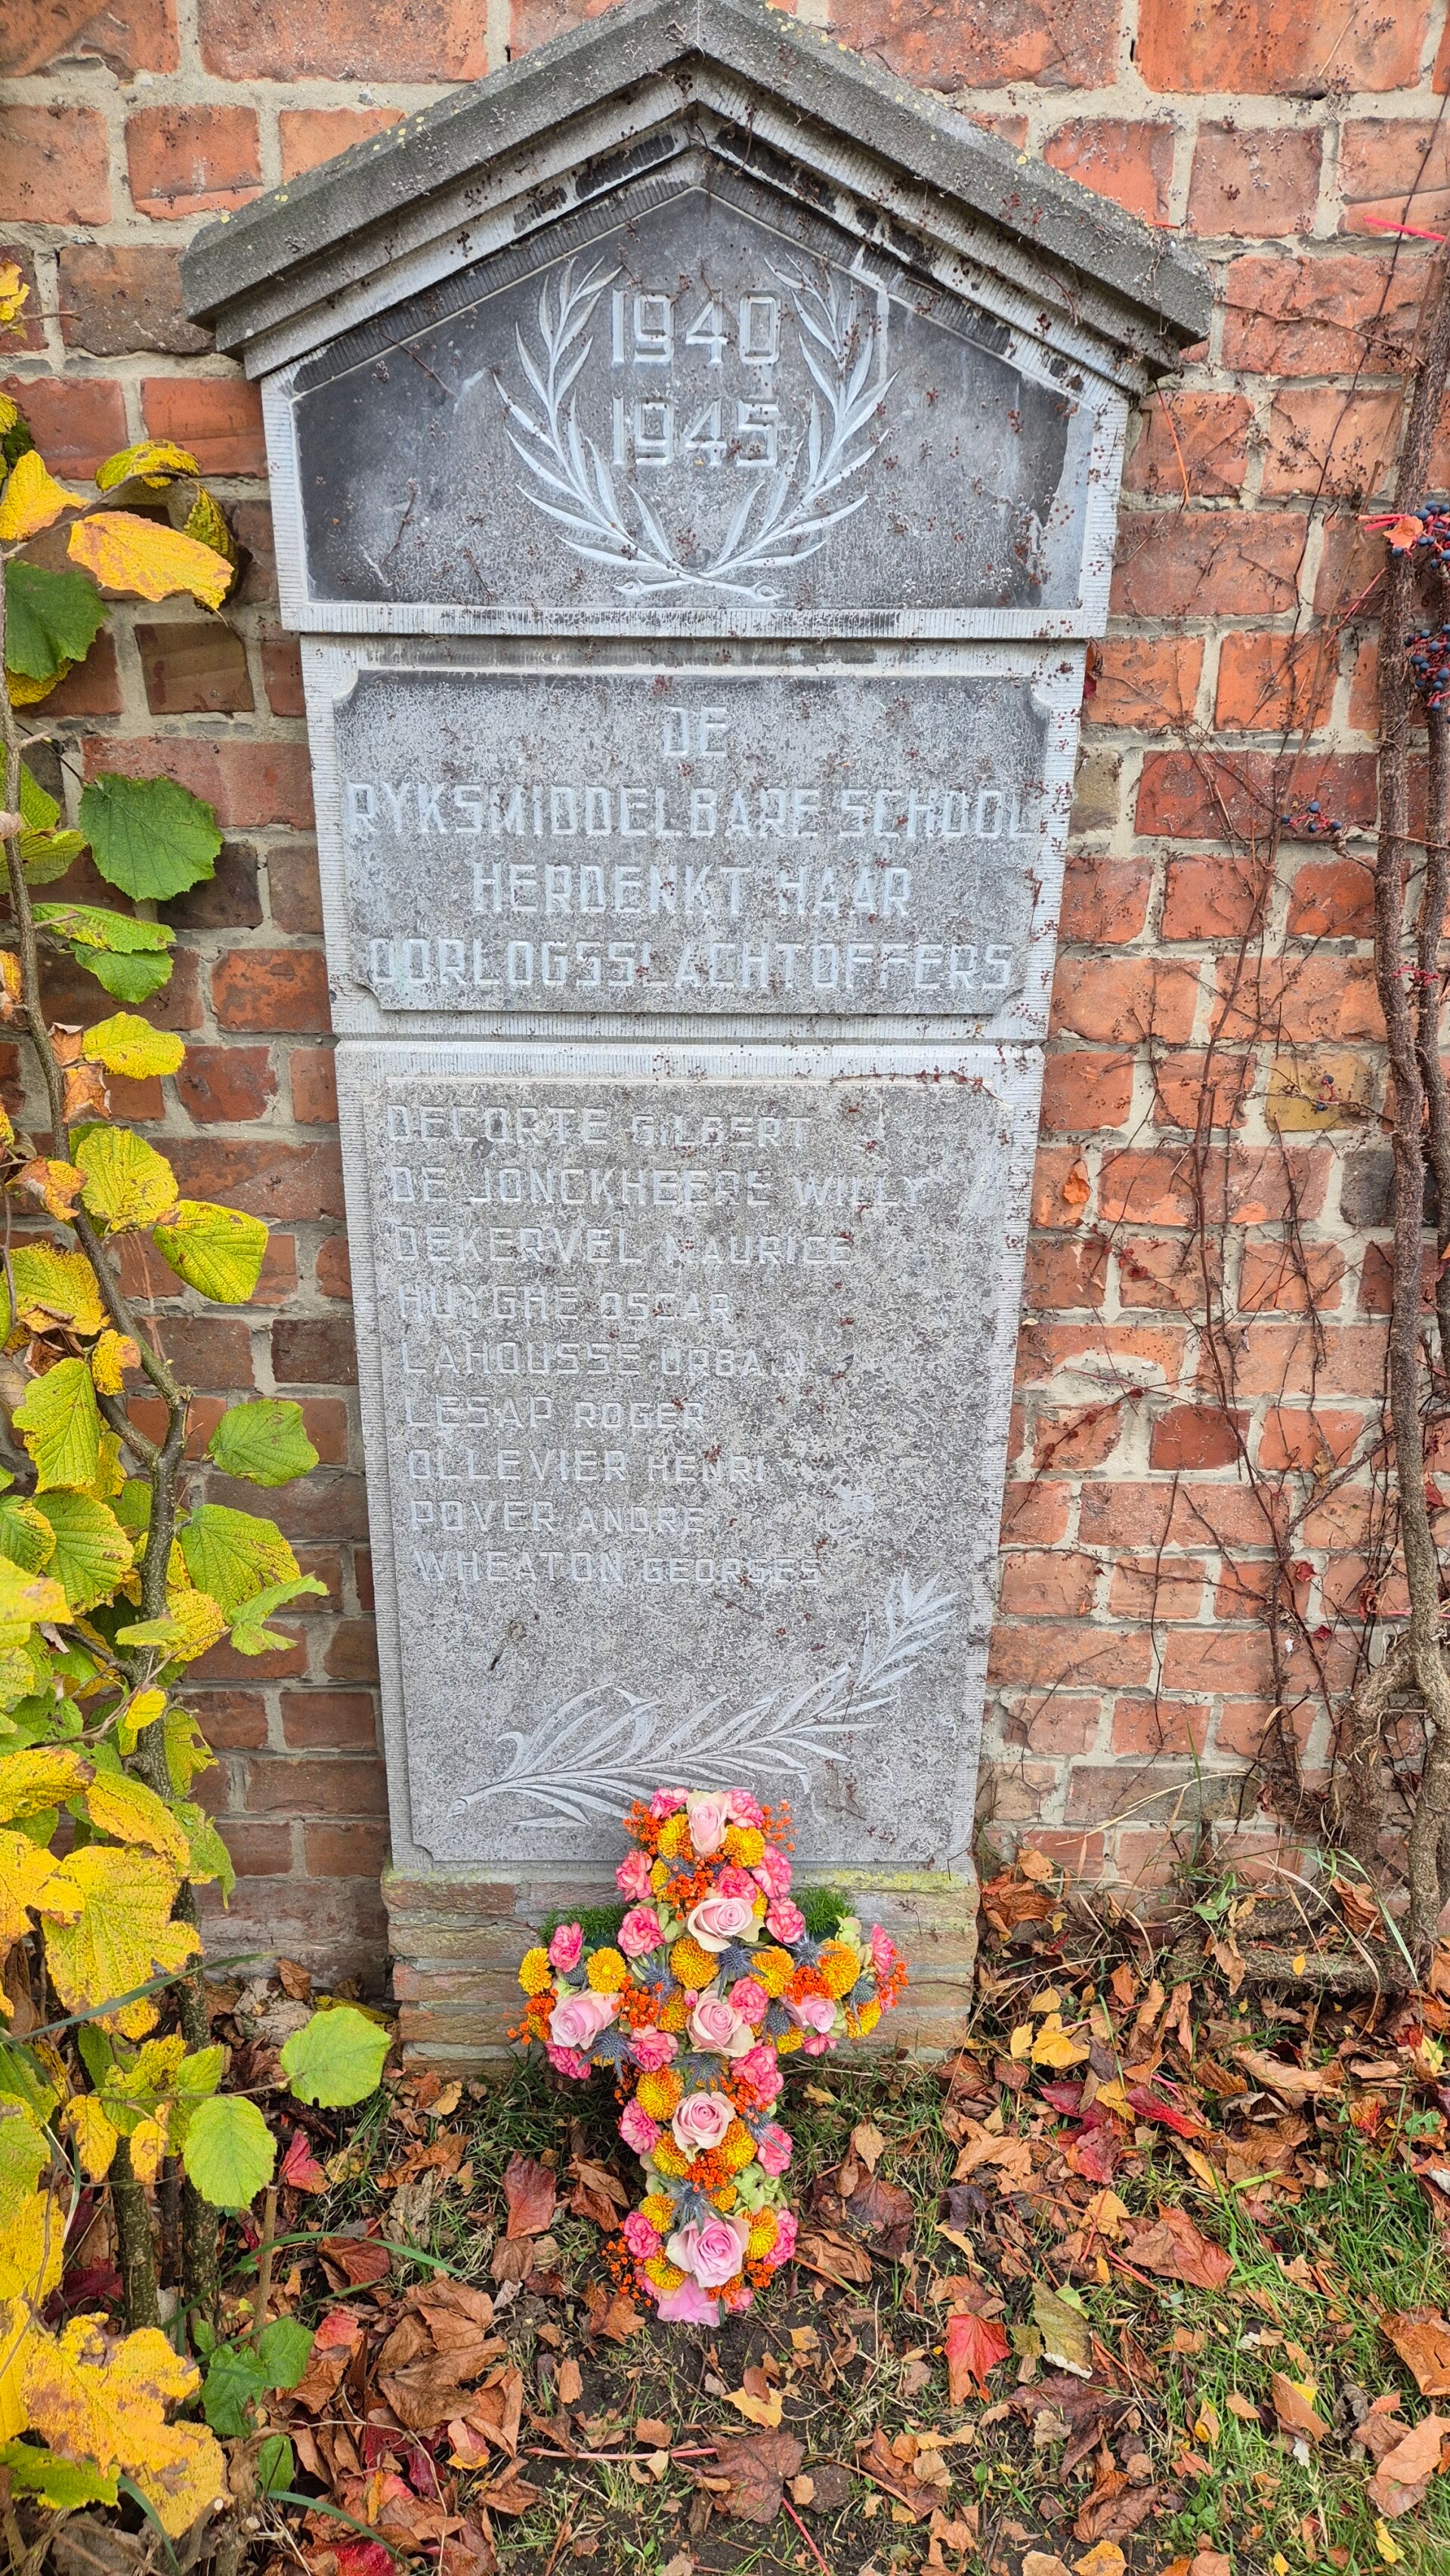 1940
1945
DE
RYKSMIDDELBARE SCHOOL
HERDENKT HAAR
OORLOGSSLACHTOFFERS
DECORTE GILBERT
DE JONCKHEERE WILLY
DEKERVEL MAURICE
HUYGHE OSCAR
LAHOUSSE URBAIN
LESAP ROGER
OLLEVIER HENRI
POVER ANDRE
WHEATON GEORGES